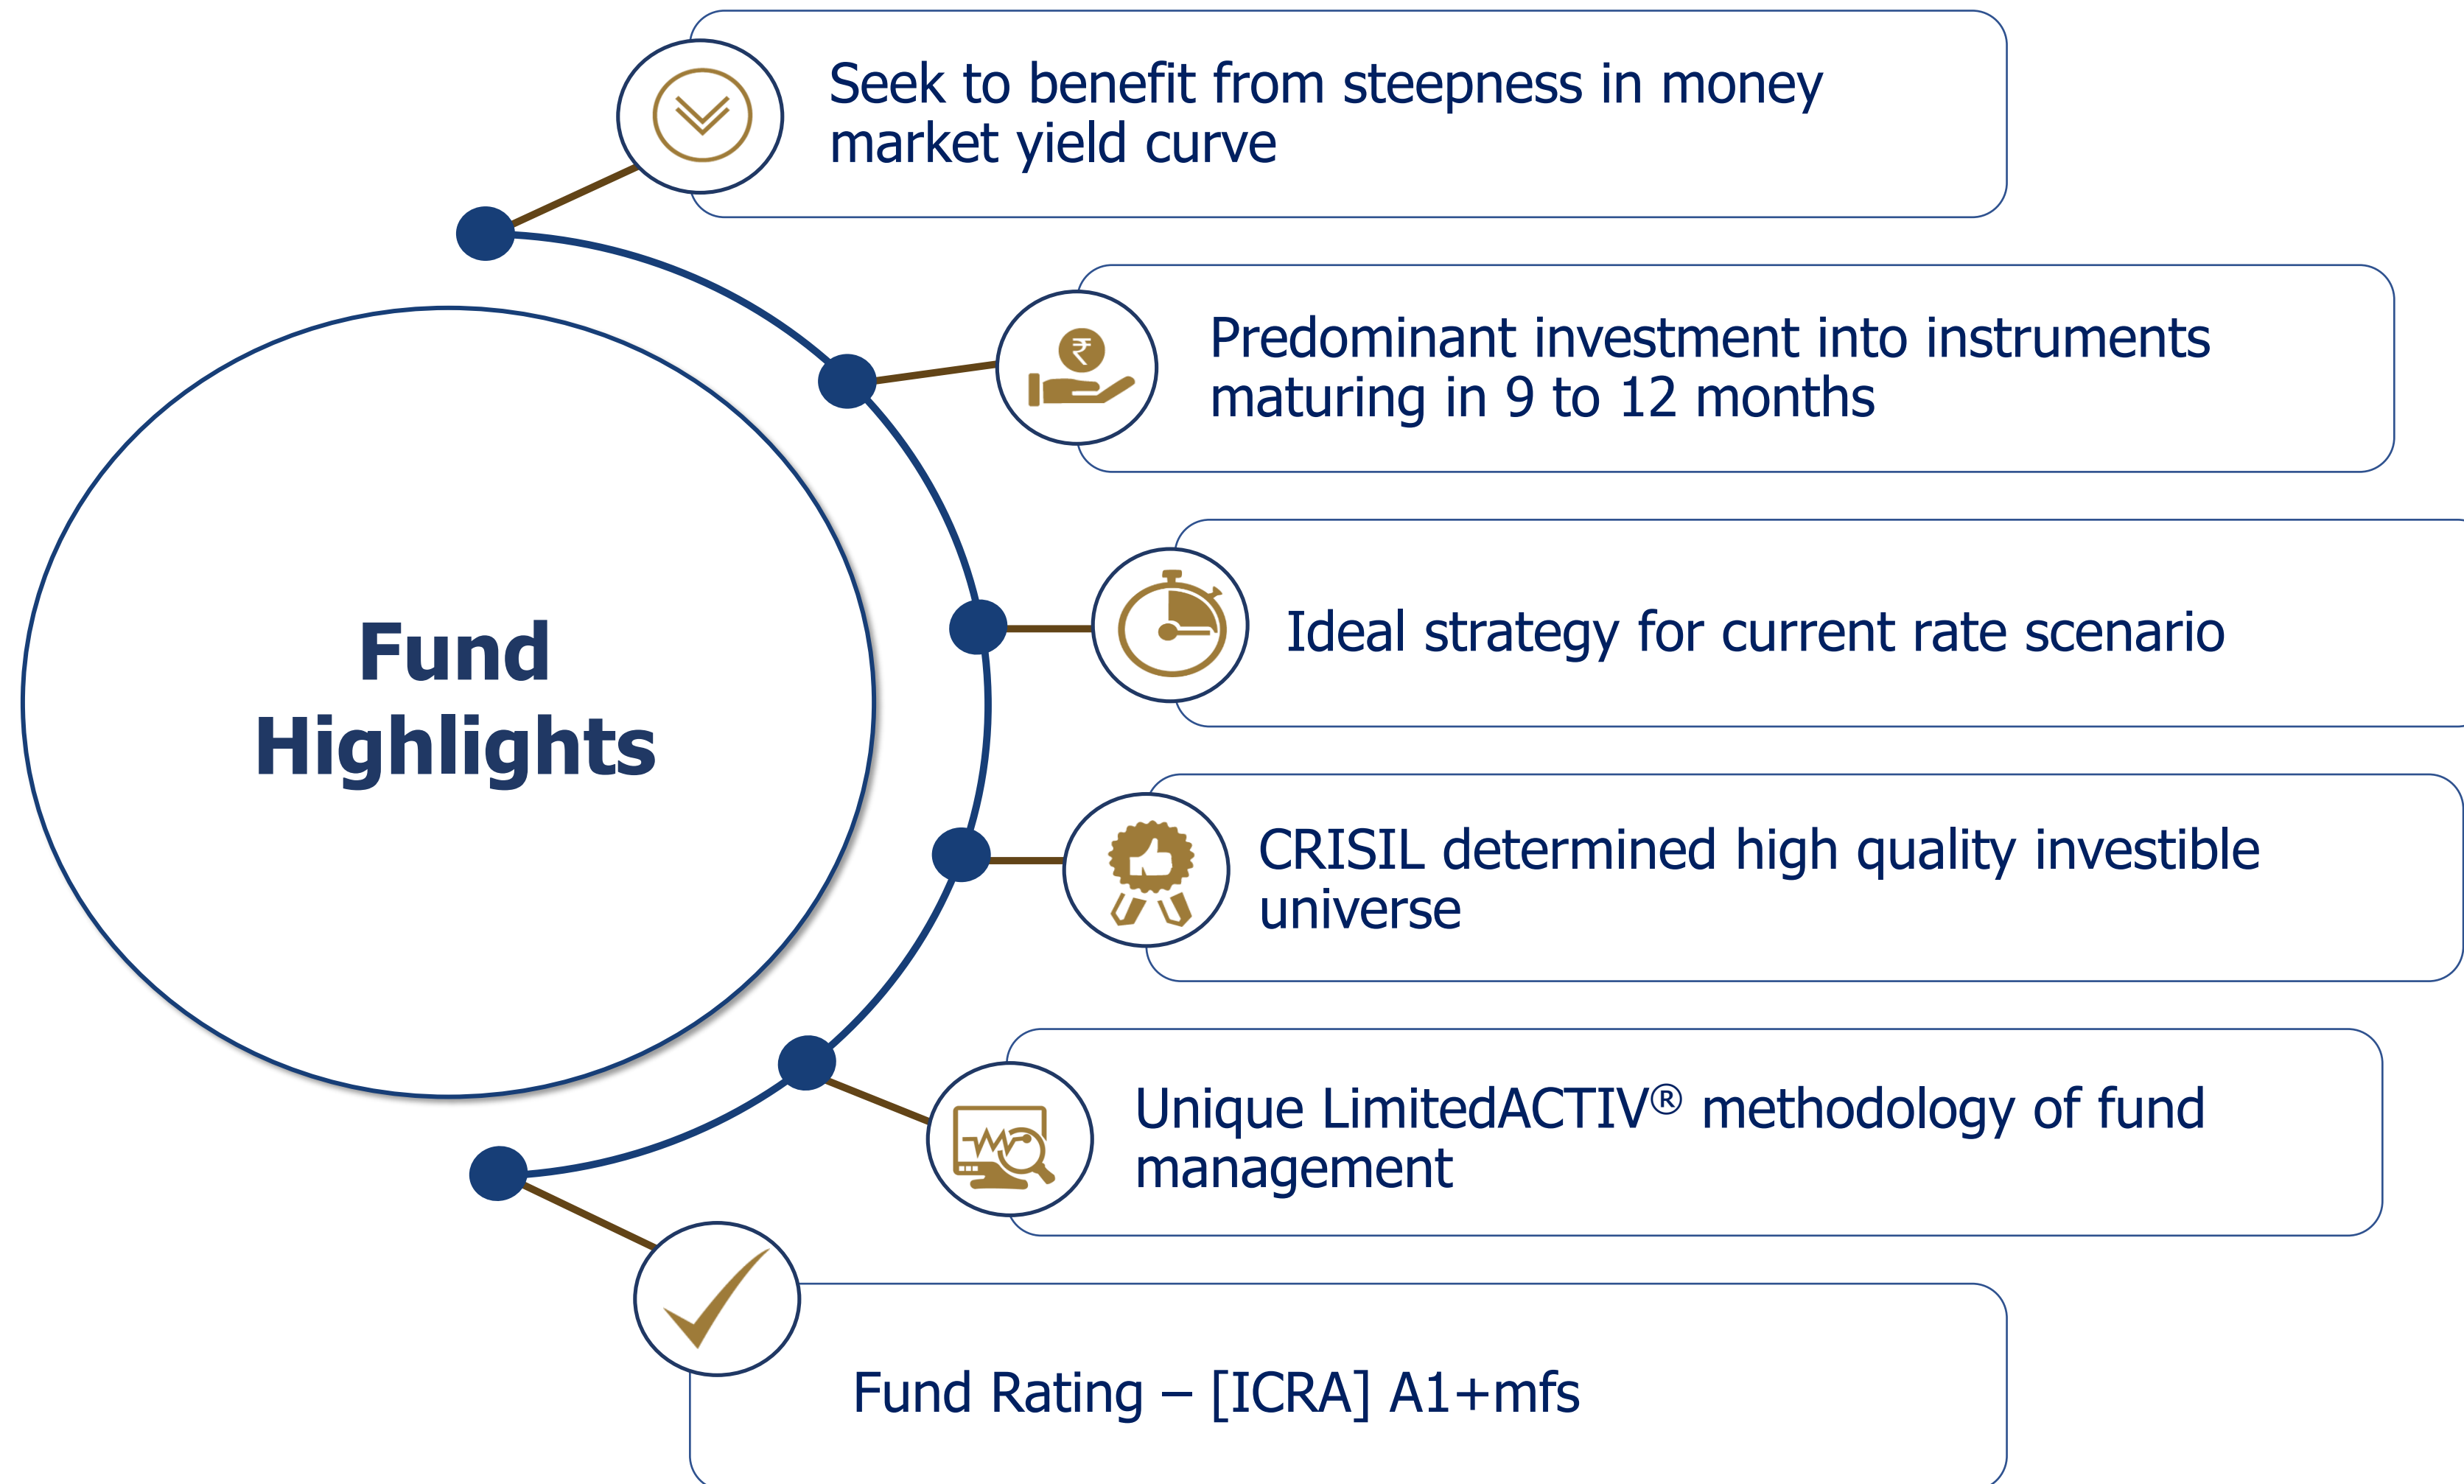 Fund
Highlights
Seek to benefit from steepness in money
market yield curve
₹
Predominant investment into instruments
maturing in 9 to 12 months
Ideal strategy for current rate scenario
CRISIL determined high quality investible
universe
Unique LimitedACTIV® methodology of fund
management
Fund Rating – [ICRA] A1+mfs